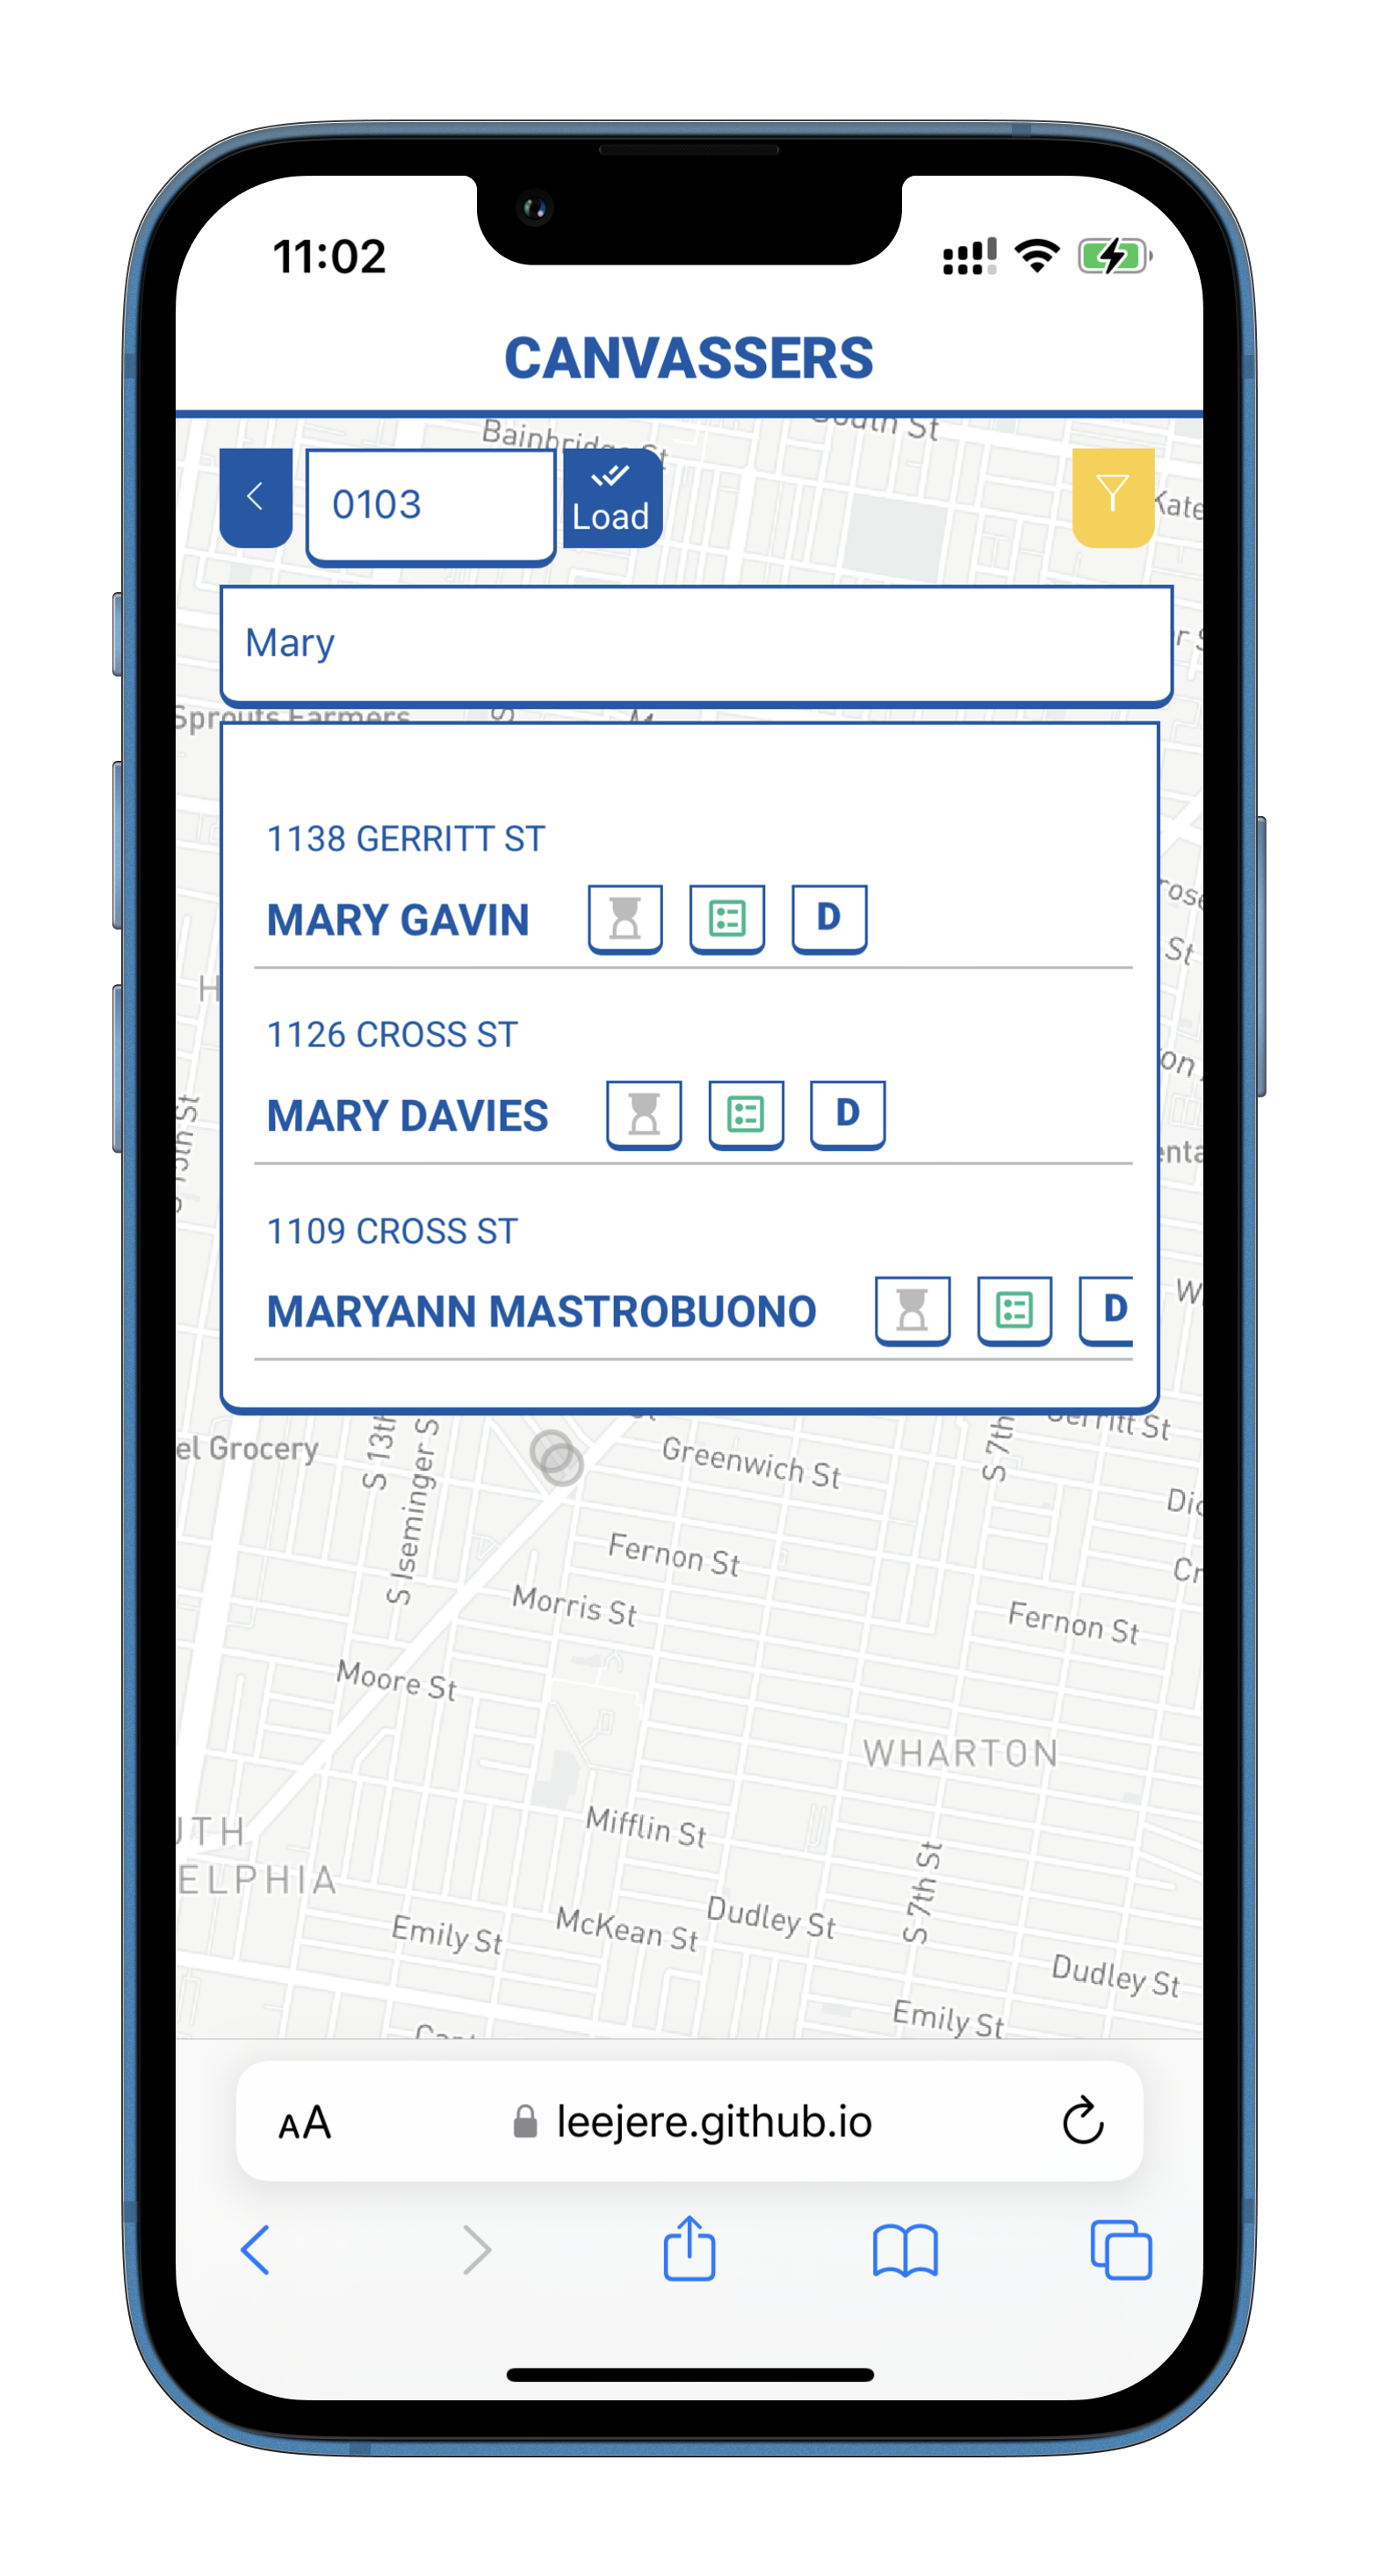 11:02
CANVASSERS
Bainbridge St
South St
0103
Load
Kate
Mary
Sprouts Farmers
1138 GERRITT ST
MARY GAVIN D
St
1126 CROSS ST
MARY DAVIES D
S 15th St
1109 CROSS ST
MARYANN MASTROBUONO D
Gerritt St
el Grocery
S 13th
S Iseminger S
Greenwich St
S 7th
Fernon St
Morris St
Fernon St
Moore St
WHARTON
UTH
ELPHIA
Mifflin St
S 7th St
Emily St
McKean St
Dudley St
Dudley St
Emily St
AA
leejere.github.io